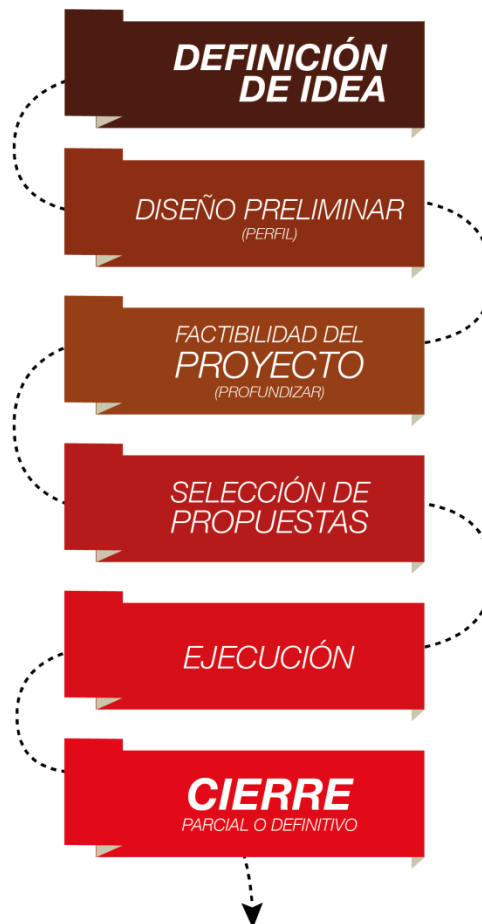 DEFINICIÓN
DE IDEA
DISEÑO PRELIMINAR
(PERFIL)
FACTIBILIDAD DEL
PROYECTO
(PROFUNDIZAR)
SELECCIÓN DE
PROPUESTAS
EJECUCIÓN
CIERRE
PARCIAL O DEFINITIVO